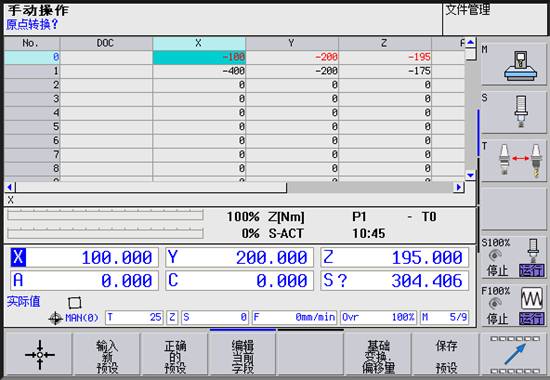 手动操作
原点转换?
文件管理
No. DOC X Y Z A
0 -100 -200 -195
1 -400 -200 -175
2 0 0 0
3 0 0 0
4 0 0 0
5 0 0 0
6 0 0 0
7 0 0 0
8 0 0 0
X
100% Z[Nm] P1 - T0
0% S-ACT 10:45
X 100.000 Y 200.000 Z 195.000
A 0.000 C 0.000 S? 304.406
实际值
MAN(0) T 25 Z S 0 F 0mm/min Ovr 100% M 5/9
输入 新 预设
正确 的 预设
编辑 当前 字段
基础 变换. 偏移量
保存 预设
M
S
T
S100%
停止 运行
F100%
停止 运行